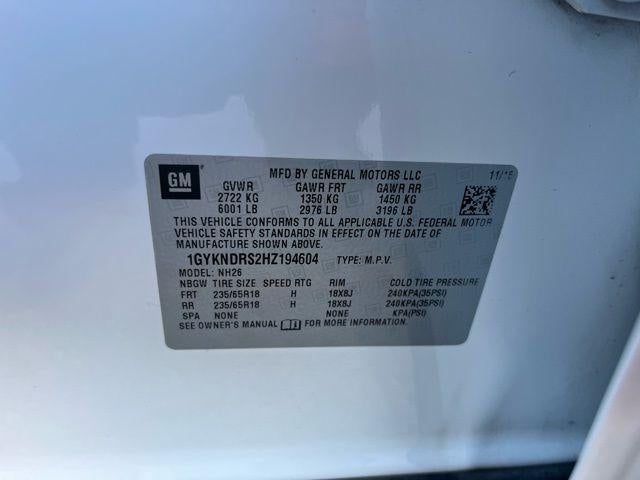 GM
MFD BY GENERAL MOTORS LLC
GVWR GAWR FRT GAWR RR
2722 KG 1350 KG 1450 KG
6001 LB 2976 LB 3196 LB
THIS VEHICLE CONFORMS TO ALL APPLICABLE U.S. FEDERAL MOTOR
VEHICLE SAFETY STANDARDS IN EFFECT ON THE DATE OF
MANUFACTURE SHOWN ABOVE.
1GYKNDRS2HZ194604 TYPE: M.P.V.
MODEL: NH26
NBGW TIRE SIZE SPEED RTG RIM COLD TIRE PRESSURE
FRT 235/65R18 H 18X8J 240KPA(35PSI)
RR 235/65R18 H 18X8J 240KPA(35PSI)
SPA NONE NONE KPA(PSI)
SEE OWNER'S MANUAL FOR MORE INFORMATION.